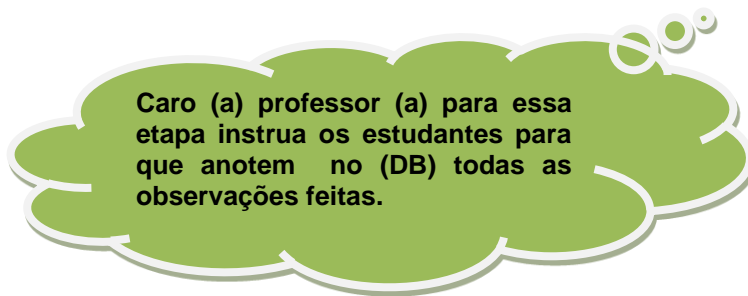 Caro (a) professor (a) para essa
etapa instrua os estudantes para
que anotem no (DB) todas as
observações feitas.